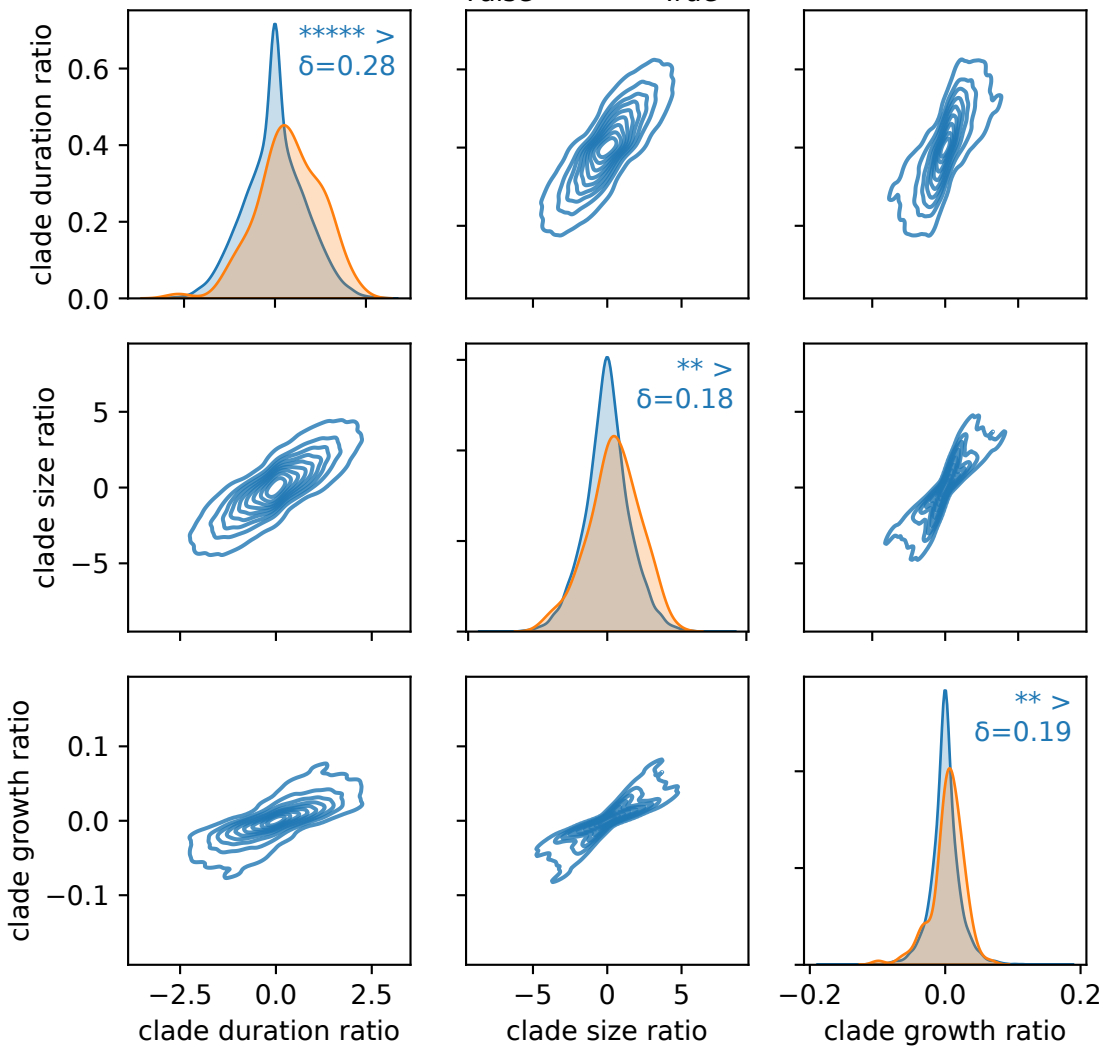 clade duration ratio
0.6
0.4
0.2
0.0
***** >
δ=0.28
clade size ratio
5
0
−5
** >
δ=0.18
clade growth ratio
0.1
0.0
−0.1
** >
δ=0.19
−2.5 0.0 2.5
−5 0 5
−0.2 0.0 0.2
clade duration ratio
clade size ratio
clade growth ratio